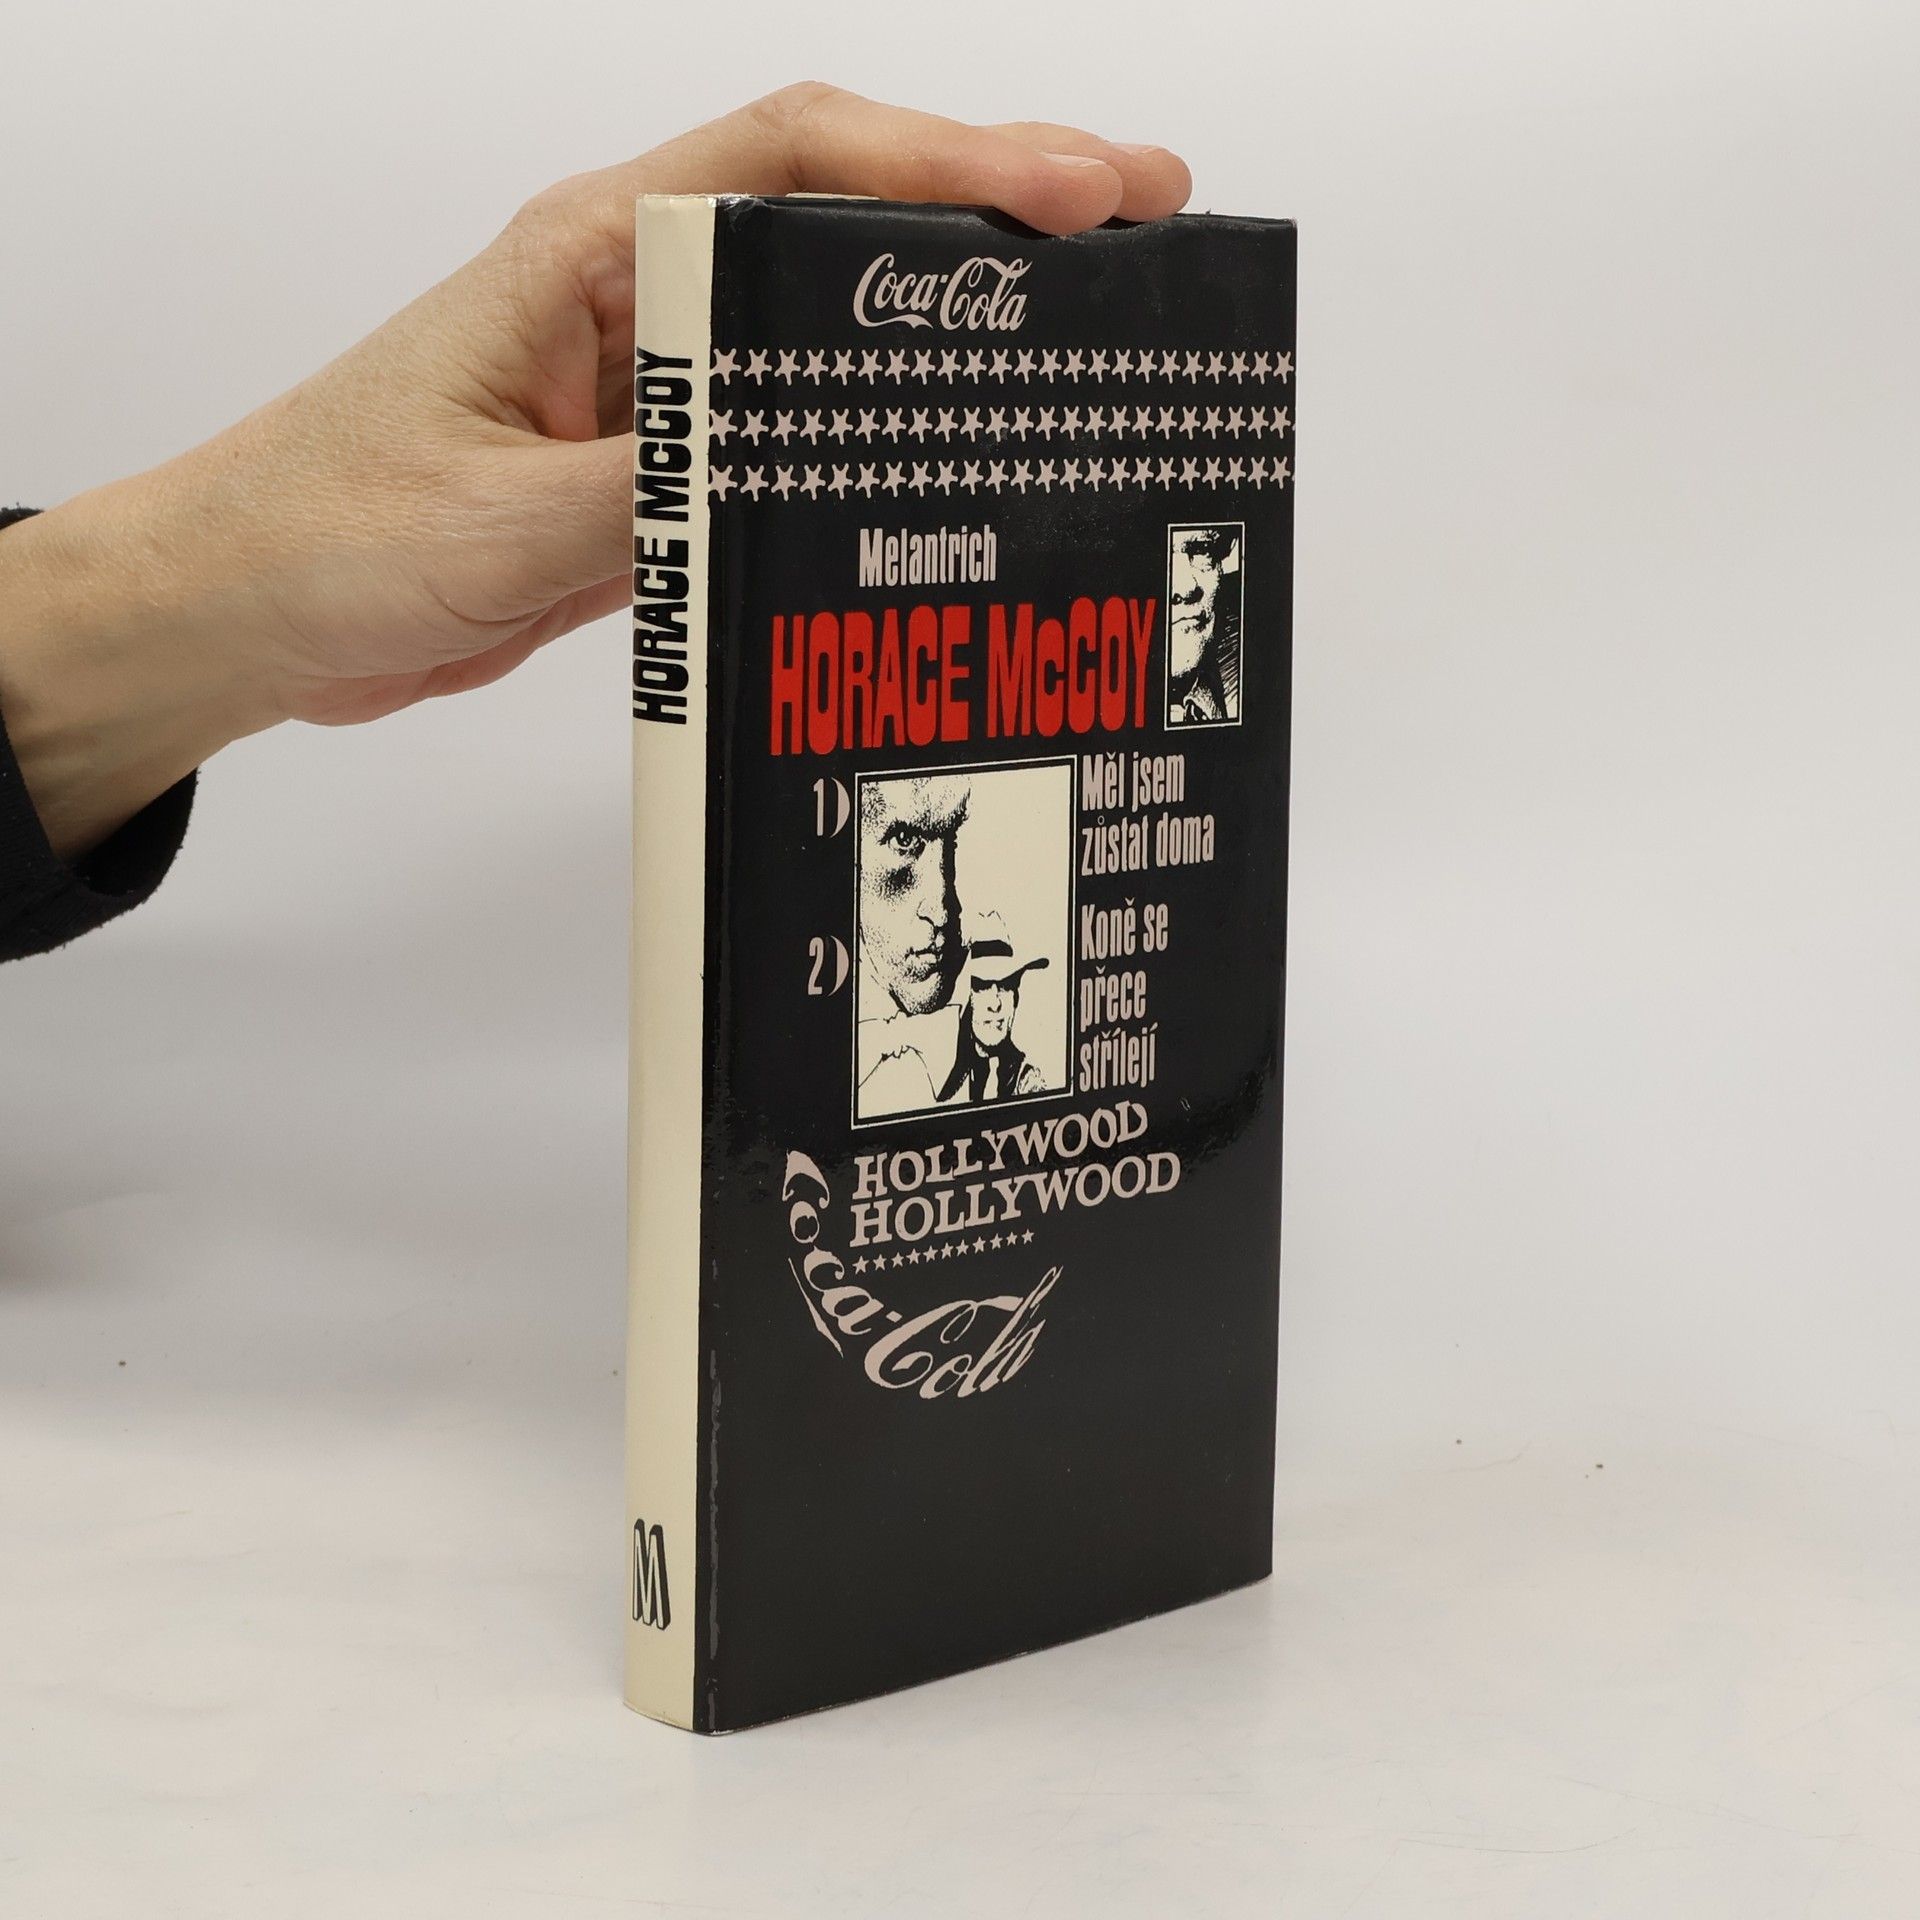 HORACE McCOY
M
Coca-Cola
Melantrich
HORACE McCOY
1)
Měl jsem
zůstat doma
2)
Koně se
přece
střílejí
HOLLYWOOD
HOLLYWOOD
Coca-Cola